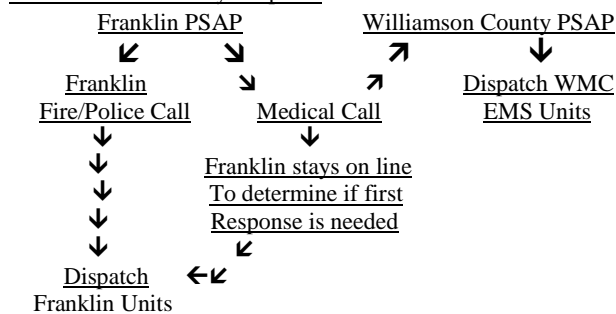 Franklin PSAP Williamson County PSAP
Franklin Dispatch WMC
Fire/Police Call Medical Call EMS Units
Franklin stays on line
To determine if first
Response is needed
Dispatch
Franklin Units